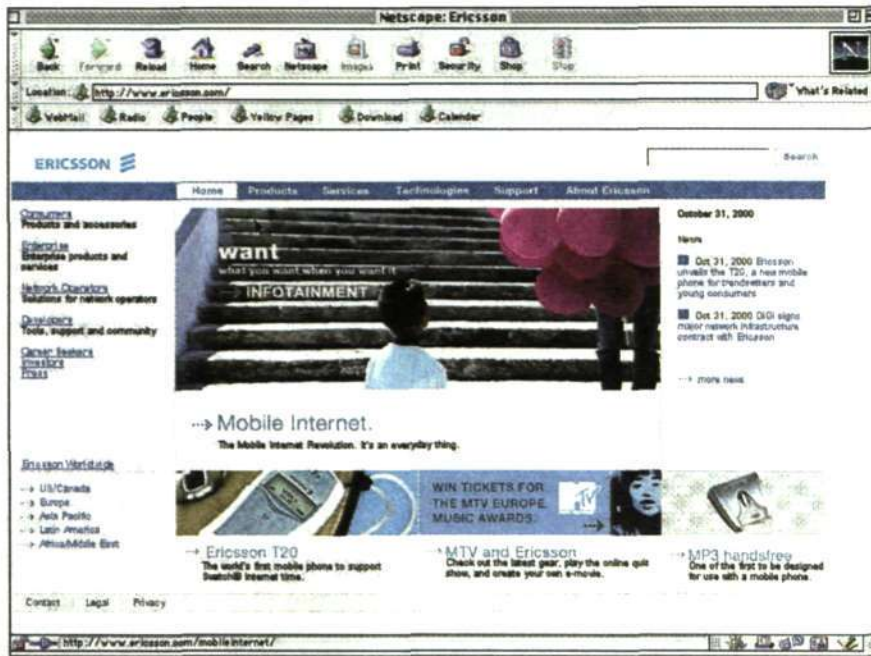 Netscape: Ericsson
Back Forward Reload Home Search Netscape Images Print Security Shop Stop
Location: http://www.ericsson.com/ What's Related
WebMail Radio People Yellow Pages Download Calendar
ERICSSON
Search
Home Products Services Technologies Support About Ericsson
Consumers
Products and accessories
Enterprise
Enterprise products and
services
Network Operators
Solutions for network operators
Developers
Tools, support and community
Career Seekers
Investors
Press
want
what you want when you want it
INFOTAINMENT
October 31, 2000
News
Oct 31, 2000 Ericsson
unveils the T20, a new mobile
phone for trendsetters and
young consumers
Oct 31, 2000 DiGi signs
major network infrastructure
contract with Ericsson
more news
Mobile Internet.
The Mobile Internet Revolution. It's an everyday thing.
Ericsson Worldwide
US/Canada
Europe
Asia Pacific
Latin America
Africa/Middle East
WIN TICKETS FOR
THE MTV EUROPE
MUSIC AWARDS.
MTV
Ericsson T20
The world's first mobile phone to support
Swatch® Internet time.
MTV and Ericsson
Check out the latest gear, play the online quiz
show, and create your own e-movie.
MP3 handsfree
One of the first to be designed
for use with a mobile phone.
Contact Legal Privacy
http://www.ericsson.com/mobileinternet/